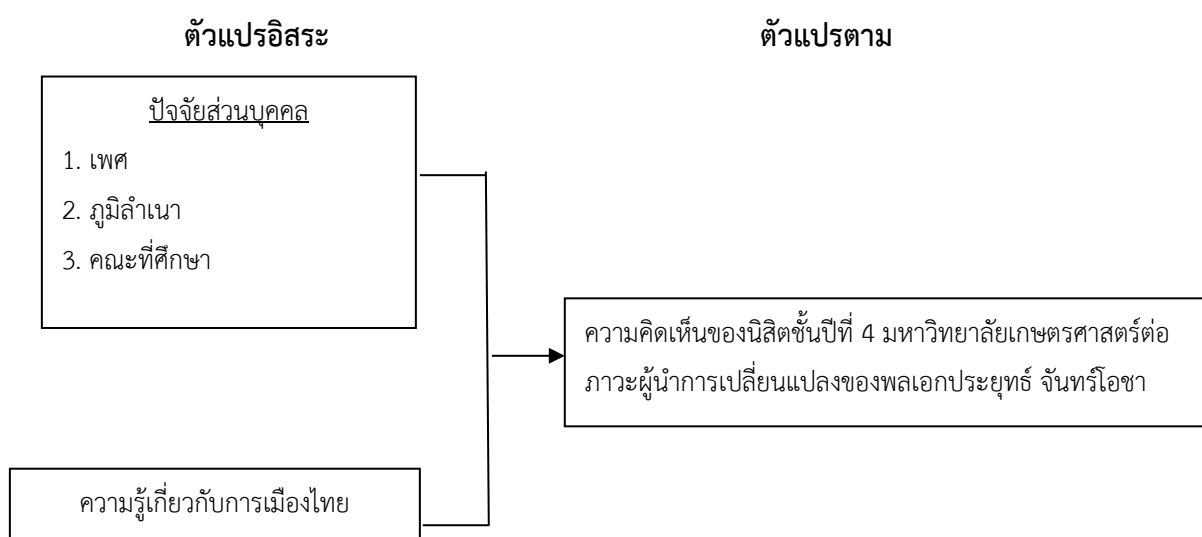 ตัวแปรอิสระ
ตัวแปรตาม
ปัจจัยส่วนบุคคล
1. เพศ
2. ภูมิลำเนา
3. คณะที่ศึกษา
ความคิดเห็นของนิสิตชั้นปีที่ 4 มหาวิทยาลัยเกษตรศาสตร์ต่อ
ภาวะผู้นำการเปลี่ยนแปลงของพลเอกประยุทธ์ จันทร์โอชา
ความรู้เกี่ยวกับการเมืองไทย